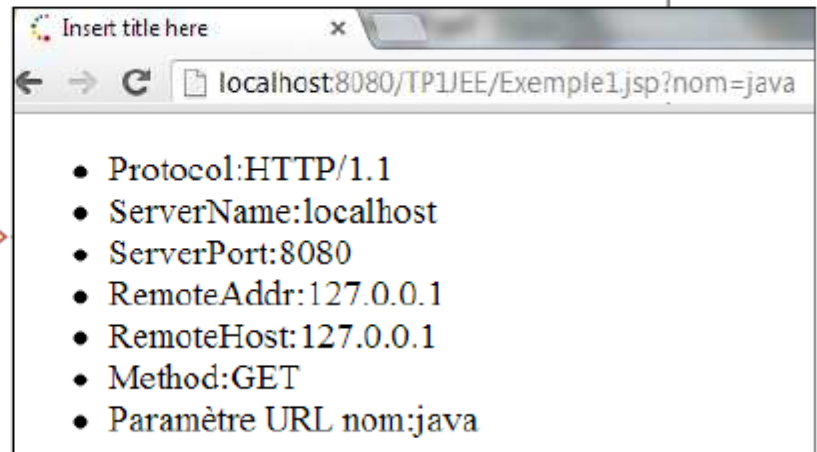 Insert title here
localhost:8080/TP1JEE/Exemple1.jsp?nom=java
Protocol:HTTP/1.1
ServerName:localhost
ServerPort:8080
RemoteAddr:127.0.0.1
RemoteHost:127.0.0.1
Method:GET
Paramètre URL nom:java